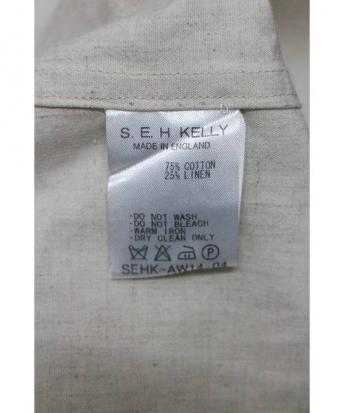 S. E. H KELLY
MADE IN ENGLAND
75% COTTON
25% LINEN
·DO NOT WASH
·DO NOT BLEACH
·WARM IRON
·DRY CLEAN ONLY
P
SEHK-AW14-04